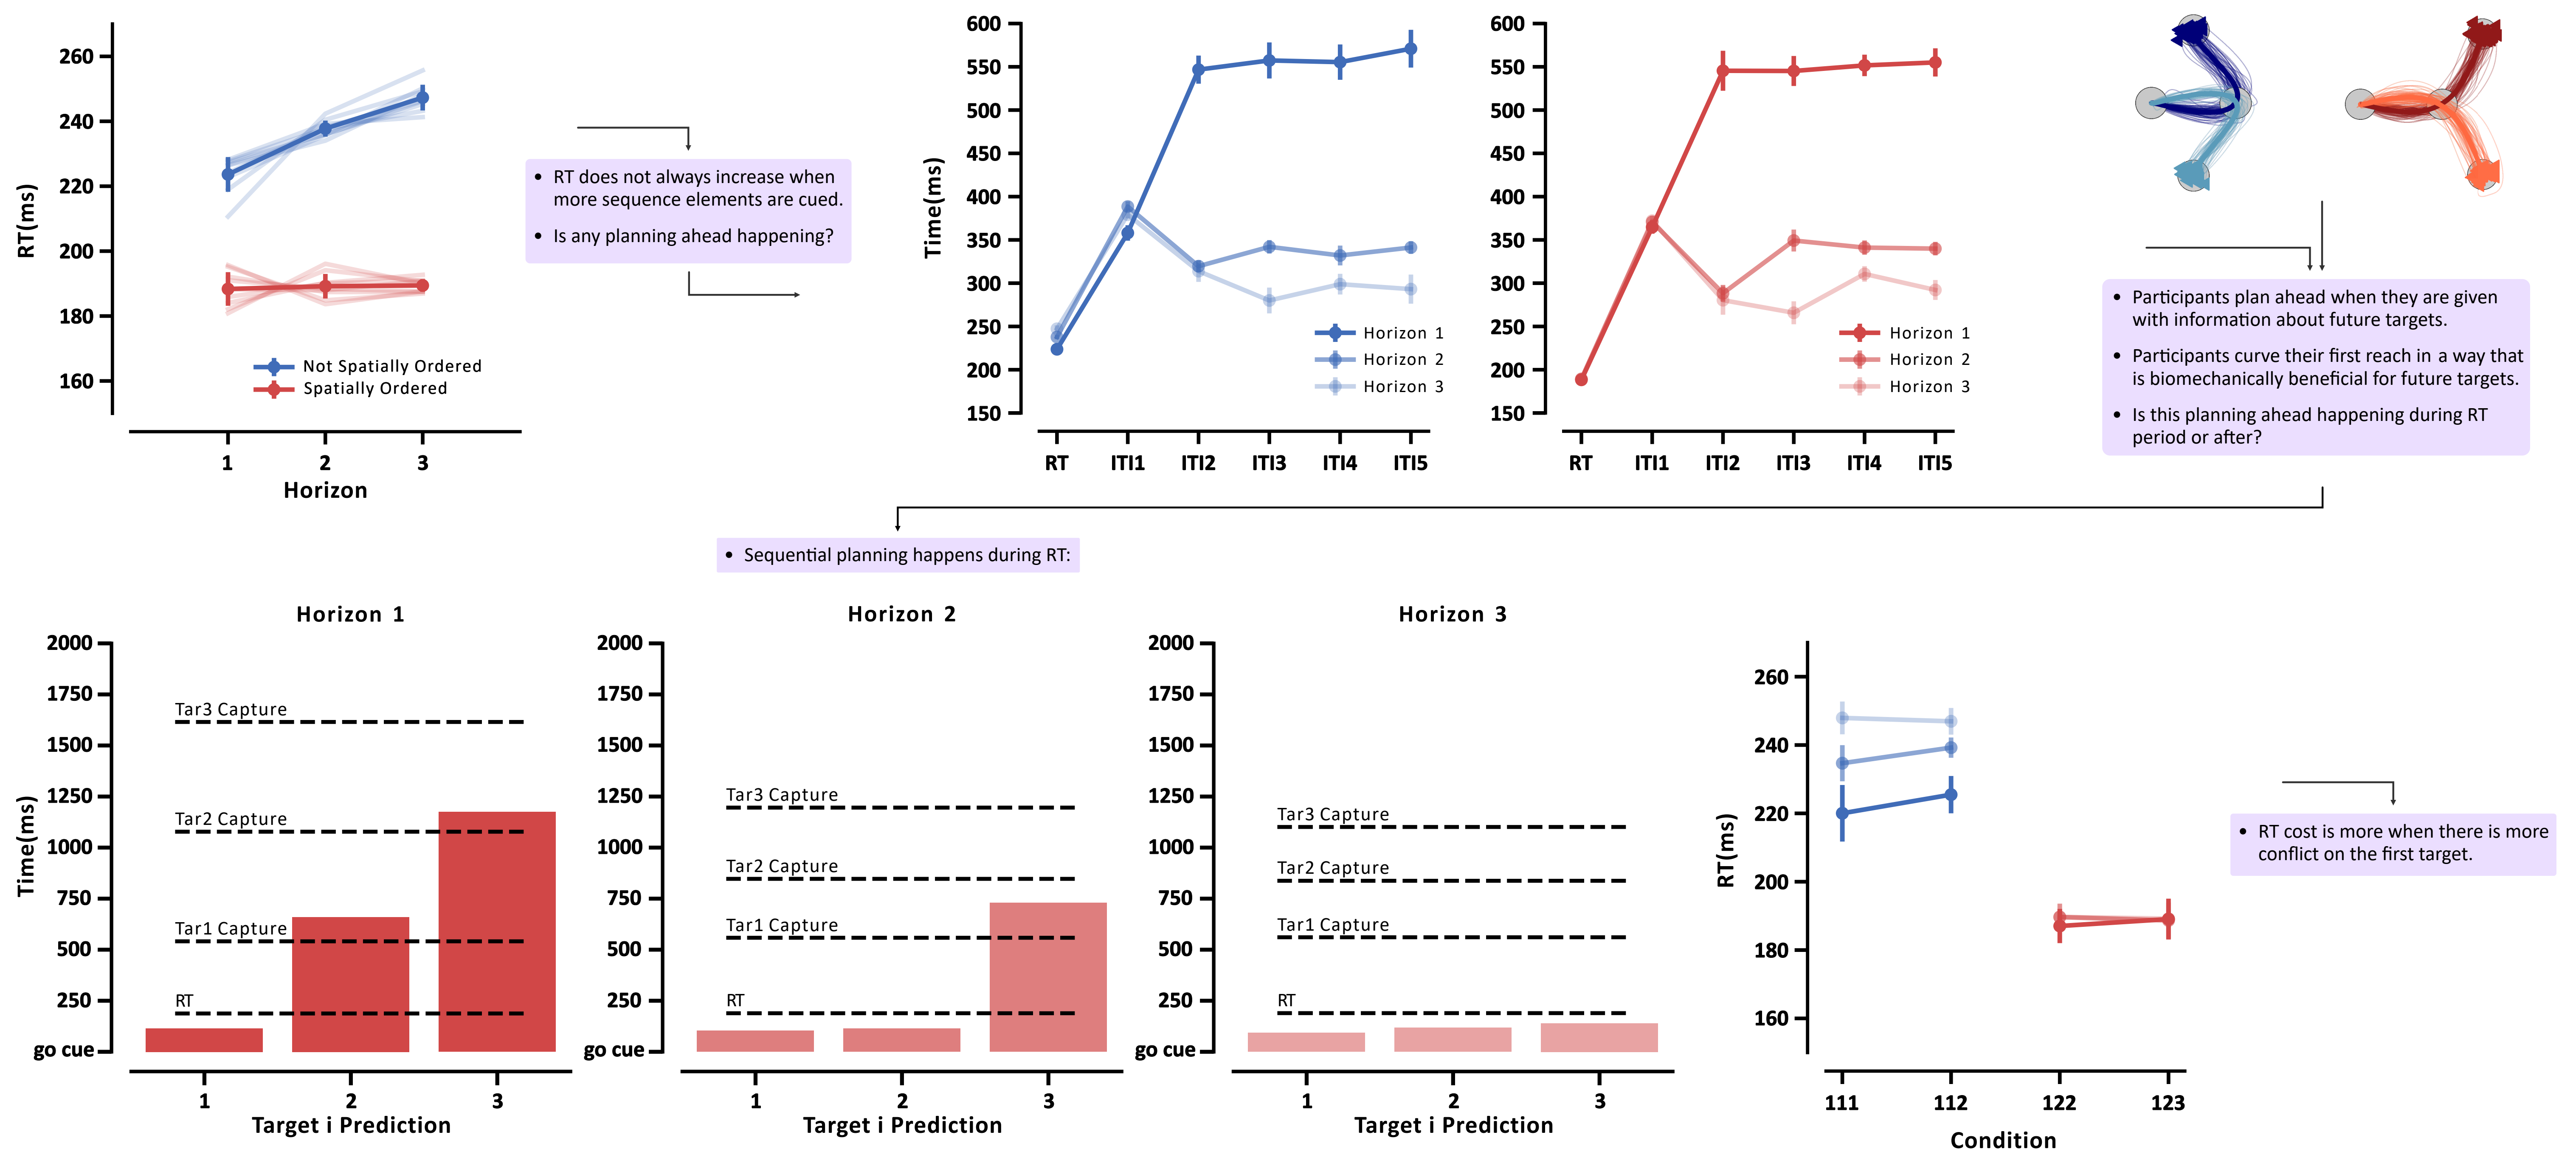 260
240
220
200
180
160
RT(ms)
Not Spatially Ordered
Spatially Ordered
1 2 3
Horizon
• RT does not always increase when
more sequence elements are cued.
• Is any planning ahead happening?
600
550
500
450
400
350
300
250
200
150
Time(ms)
Horizon 1
Horizon 2
Horizon 3
RT ITI1 ITI2 ITI3 ITI4 ITI5
600
550
500
450
400
350
300
250
200
150
Horizon 1
Horizon 2
Horizon 3
RT ITI1 ITI2 ITI3 ITI4 ITI5
• Participants plan ahead when they are given
with information about future targets.
• Participants curve their first reach in a way that
is biomechanically beneficial for future targets.
• Is this planning ahead happening during RT
period or after?
• Sequential planning happens during RT:
Horizon 1
2000
1750
1500
1250
1000
750
500
250
go cue
Time(ms)
Tar3 Capture
Tar2 Capture
Tar1 Capture
RT
1 2 3
Target i Prediction
Horizon 2
2000
1750
1500
1250
1000
750
500
250
go cue
Tar3 Capture
Tar2 Capture
Tar1 Capture
RT
1 2 3
Target i Prediction
Horizon 3
2000
1750
1500
1250
1000
750
500
250
go cue
Tar3 Capture
Tar2 Capture
Tar1 Capture
RT
1 2 3
Target i Prediction
260
240
220
200
180
160
RT(ms)
111 112 122 123
Condition
• RT cost is more when there is more
conflict on the first target.